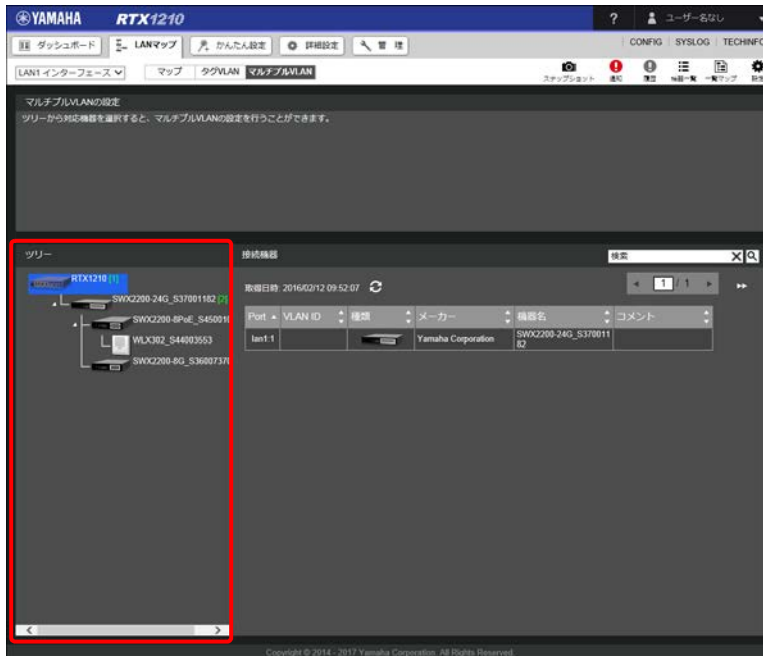 YAMAHA RTX1210 ? ユーザー名なし
ダッシュボード LANマップ かんたん設定 詳細設定 管理 CONFIG SYSLOG TECHINFO
LAN1 インターフェース マップ タグVLAN マルチプルVLAN スナップショット 通知 履歴 機器一覧 一覧マップ 設定
マルチプルVLANの設定
ツリーから対応機器を選択すると、マルチプルVLANの設定を行うことができます。
ツリー 接続機器 検索
RTX1210 [1]
取得日時: 2016/02/12 09:52:07 1 / 1
SWX2200-24G_S37001182 [2]
SWX2200-8PoE_S450010
Port VLAN ID 種類 メーカー 機器名 コメント
WLX302_S44003553
lan1:1 Yamaha Corporation SWX2200-24G_S370011
82
SWX2200-8G_S3600737
Copyright © 2014 - 2017 Yamaha Corporation. All Rights Reserved.